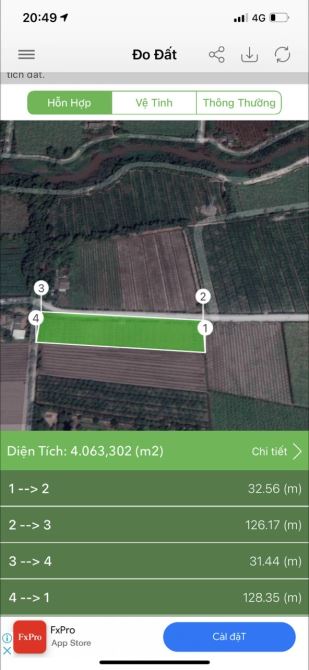 20:49 4G
Đo Đất
tích đất.
Hỗn Hợp Vệ Tinh Thông Thường
3
2
4
1
Diện Tích: 4.063,302 (m2) Chi tiết
1 --> 2 32.56 (m)
2 --> 3 126.17 (m)
3 --> 4 31.44 (m)
4 --> 1 128.35 (m)
FxPro FxPro
App Store
Cài đặT